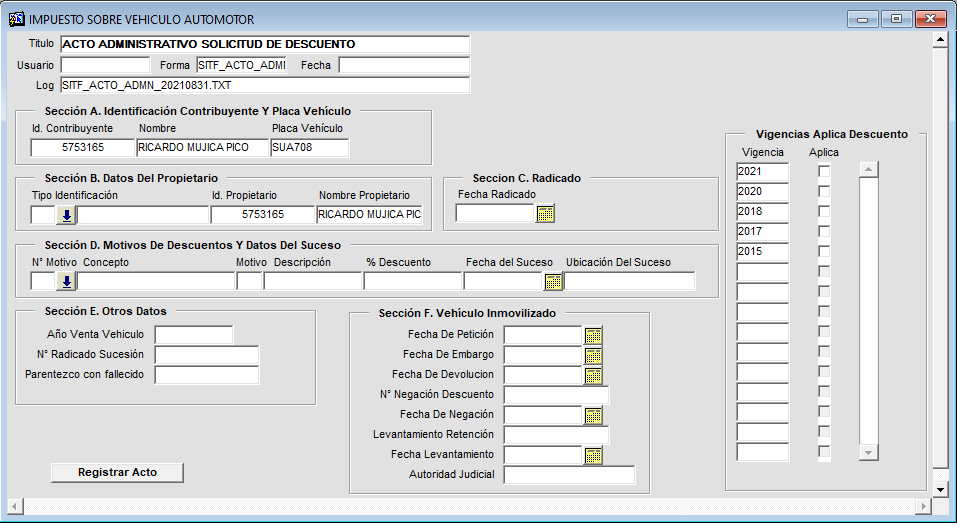 IMPUESTO SOBRE VEHICULO AUTOMOTOR
Titulo ACTO ADMINISTRATIVO SOLICITUD DE DESCUENTO
Usuario Forma SITF_ACTO_ADMI Fecha
Log SITF_ACTO_ADMN_20210831.TXT
Sección A. Identificación Contribuyente Y Placa Vehículo
Id. Contribuyente Nombre Placa Vehículo
5753165 RICARDO MUJICA PICO SUA708
Sección B. Datos Del Propietario
Tipo Identificación Id. Propietario Nombre Propietario
5753165 RICARDO MUJICA PIC
Seccion C. Radicado
Fecha Radicado
Sección D. Motivos De Descuentos Y Datos Del Suceso
N° Motivo Concepto Motivo Descripción % Descuento Fecha del Suceso Ubicación Del Suceso
Sección E. Otros Datos
Año Venta Vehiculo
N° Radicado Sucesión
Parentezco con fallecido
Registrar Acto
Sección F. Vehículo Inmovilizado
Fecha De Petición
Fecha De Embargo
Fecha De Devolucion
N° Negación Descuento
Fecha De Negación
Levantamiento Retención
Fecha Levantamiento
Autoridad Judicial
Vigencias Aplica Descuento
Vigencia Aplica
2021
2020
2018
2017
2015